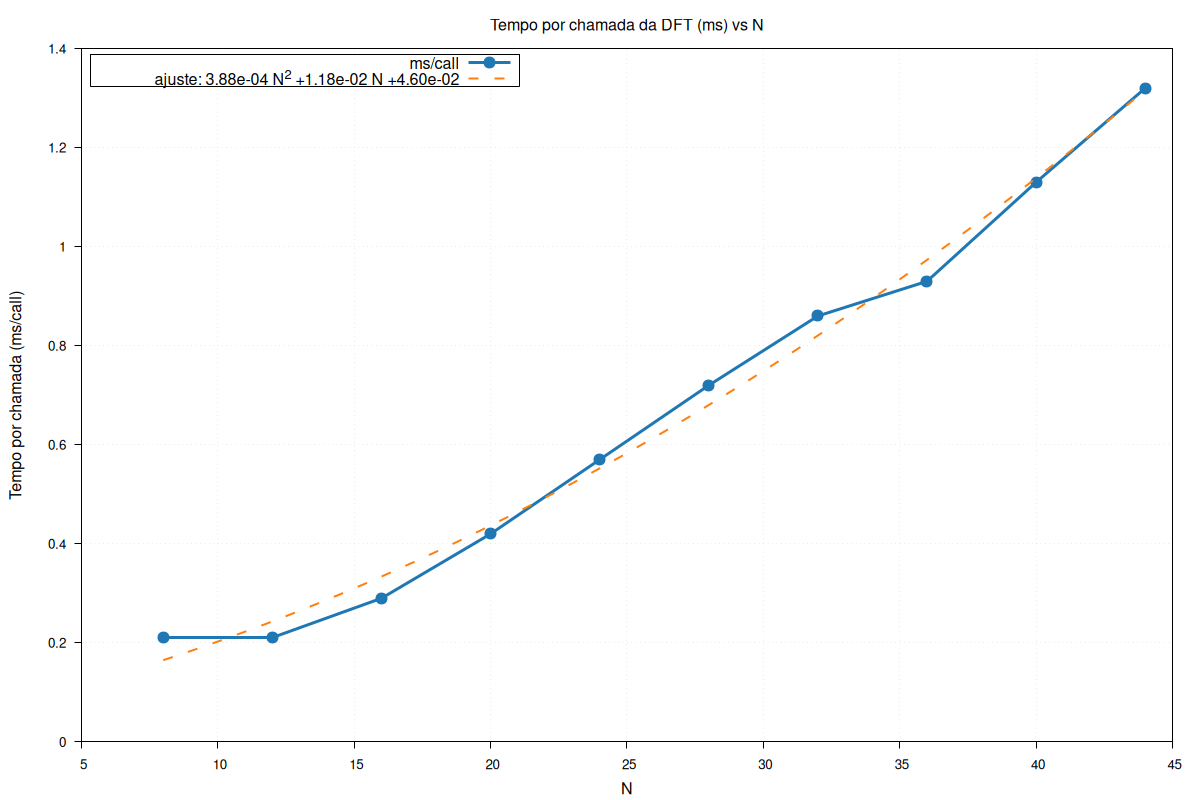 Tempo por chamada da DFT (ms) vs N
ms/call
ajuste: 3.88e-04 N² +1.18e-02 N +4.60e-02
1.4
1.2
1
0.8
0.6
0.4
0.2
0
Tempo por chamada (ms/call)
5 10 15 20 25 30 35 40 45
N